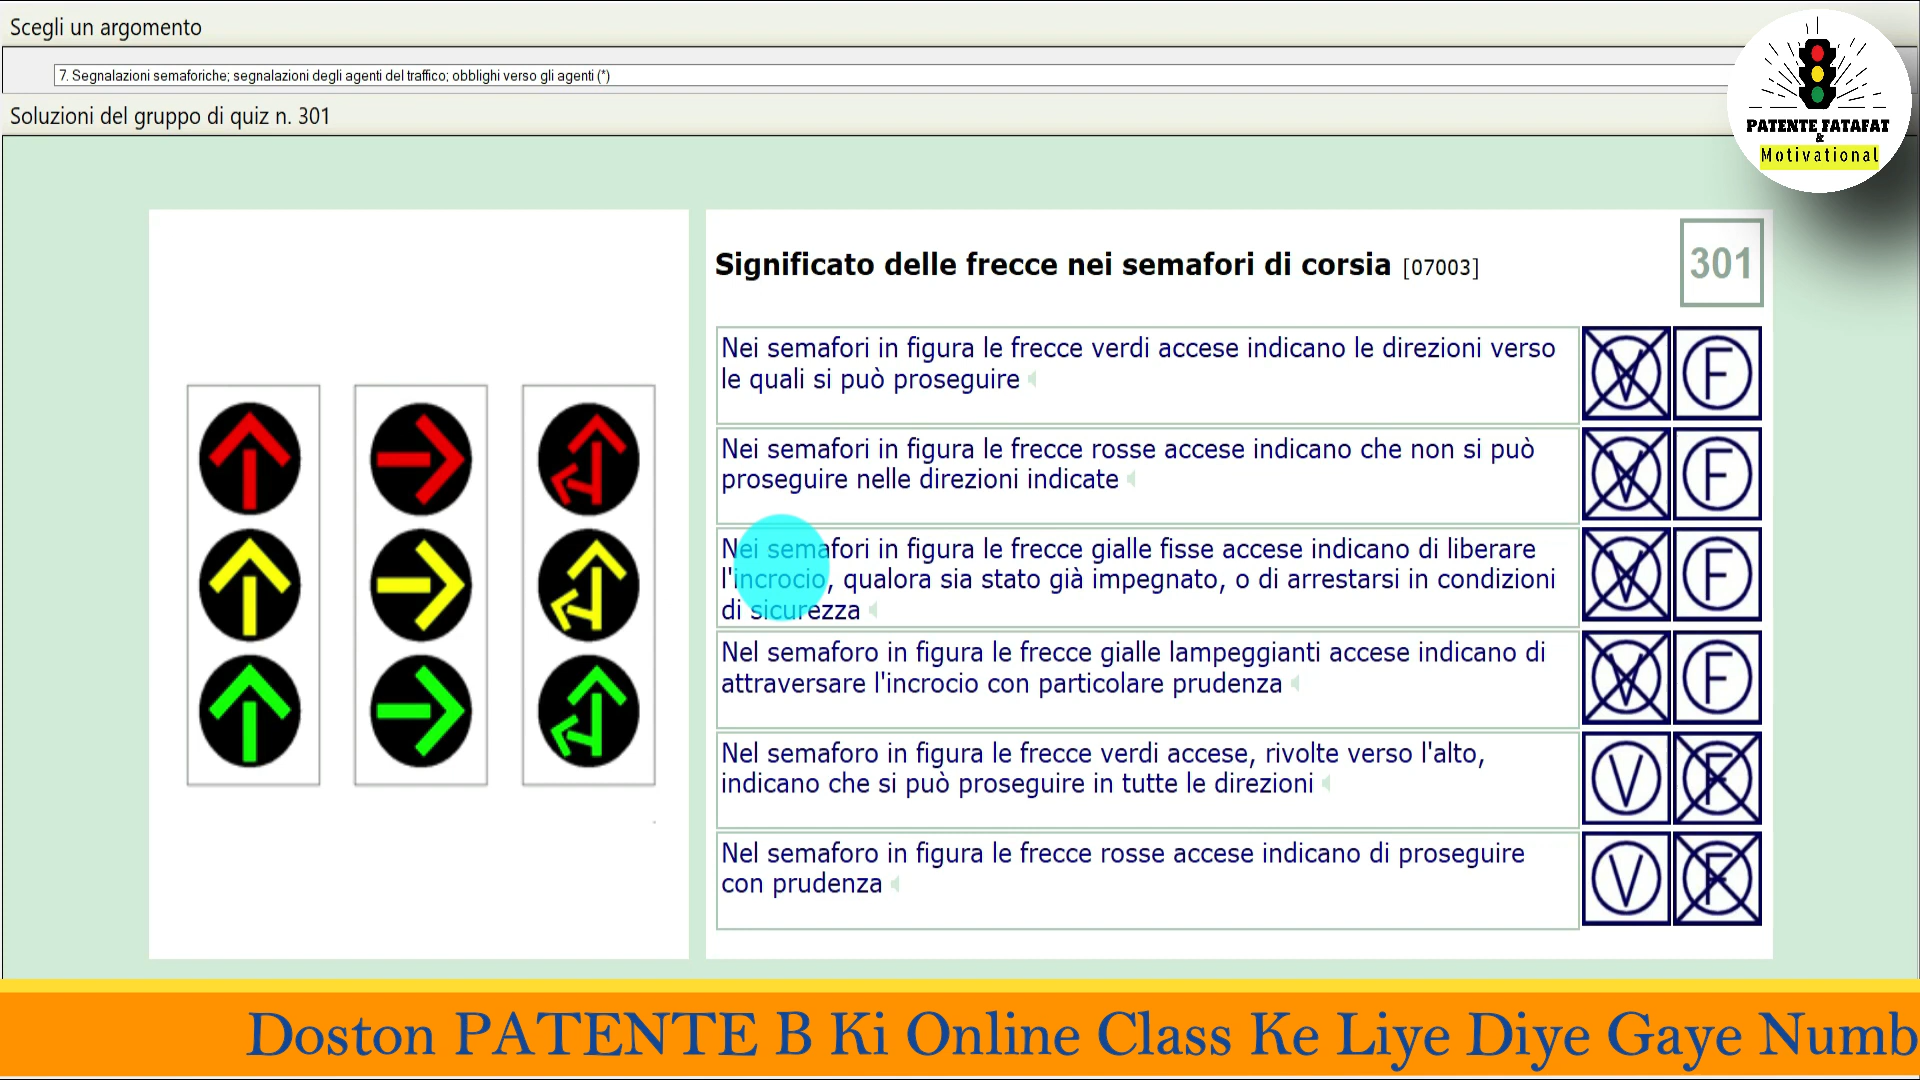 Scegli un argomento
7. Segnalazioni semaforiche; segnalazioni degli agenti del traffico; obblighi verso gli agenti (*)
Soluzioni del gruppo di quiz n. 301
PATENTE FATAFAT
&
Motivational
Significato delle frecce nei semafori di corsia [07003]
301
Nei semafori in figura le frecce verdi accese indicano le direzioni verso
le quali si può proseguire
V F
Nei semafori in figura le frecce rosse accese indicano che non si può
proseguire nelle direzioni indicate
V F
Nei semafori in figura le frecce gialle fisse accese indicano di liberare
l'incrocio, qualora sia stato già impegnato, o di arrestarsi in condizioni
di sicurezza
V F
Nel semaforo in figura le frecce gialle lampeggianti accese indicano di
attraversare l'incrocio con particolare prudenza
V F
Nel semaforo in figura le frecce verdi accese, rivolte verso l'alto,
indicano che si può proseguire in tutte le direzioni
V F
Nel semaforo in figura le frecce rosse accese indicano di proseguire
con prudenza
V F
Doston PATENTE B Ki Online Class Ke Liye Diye Gaye Numb